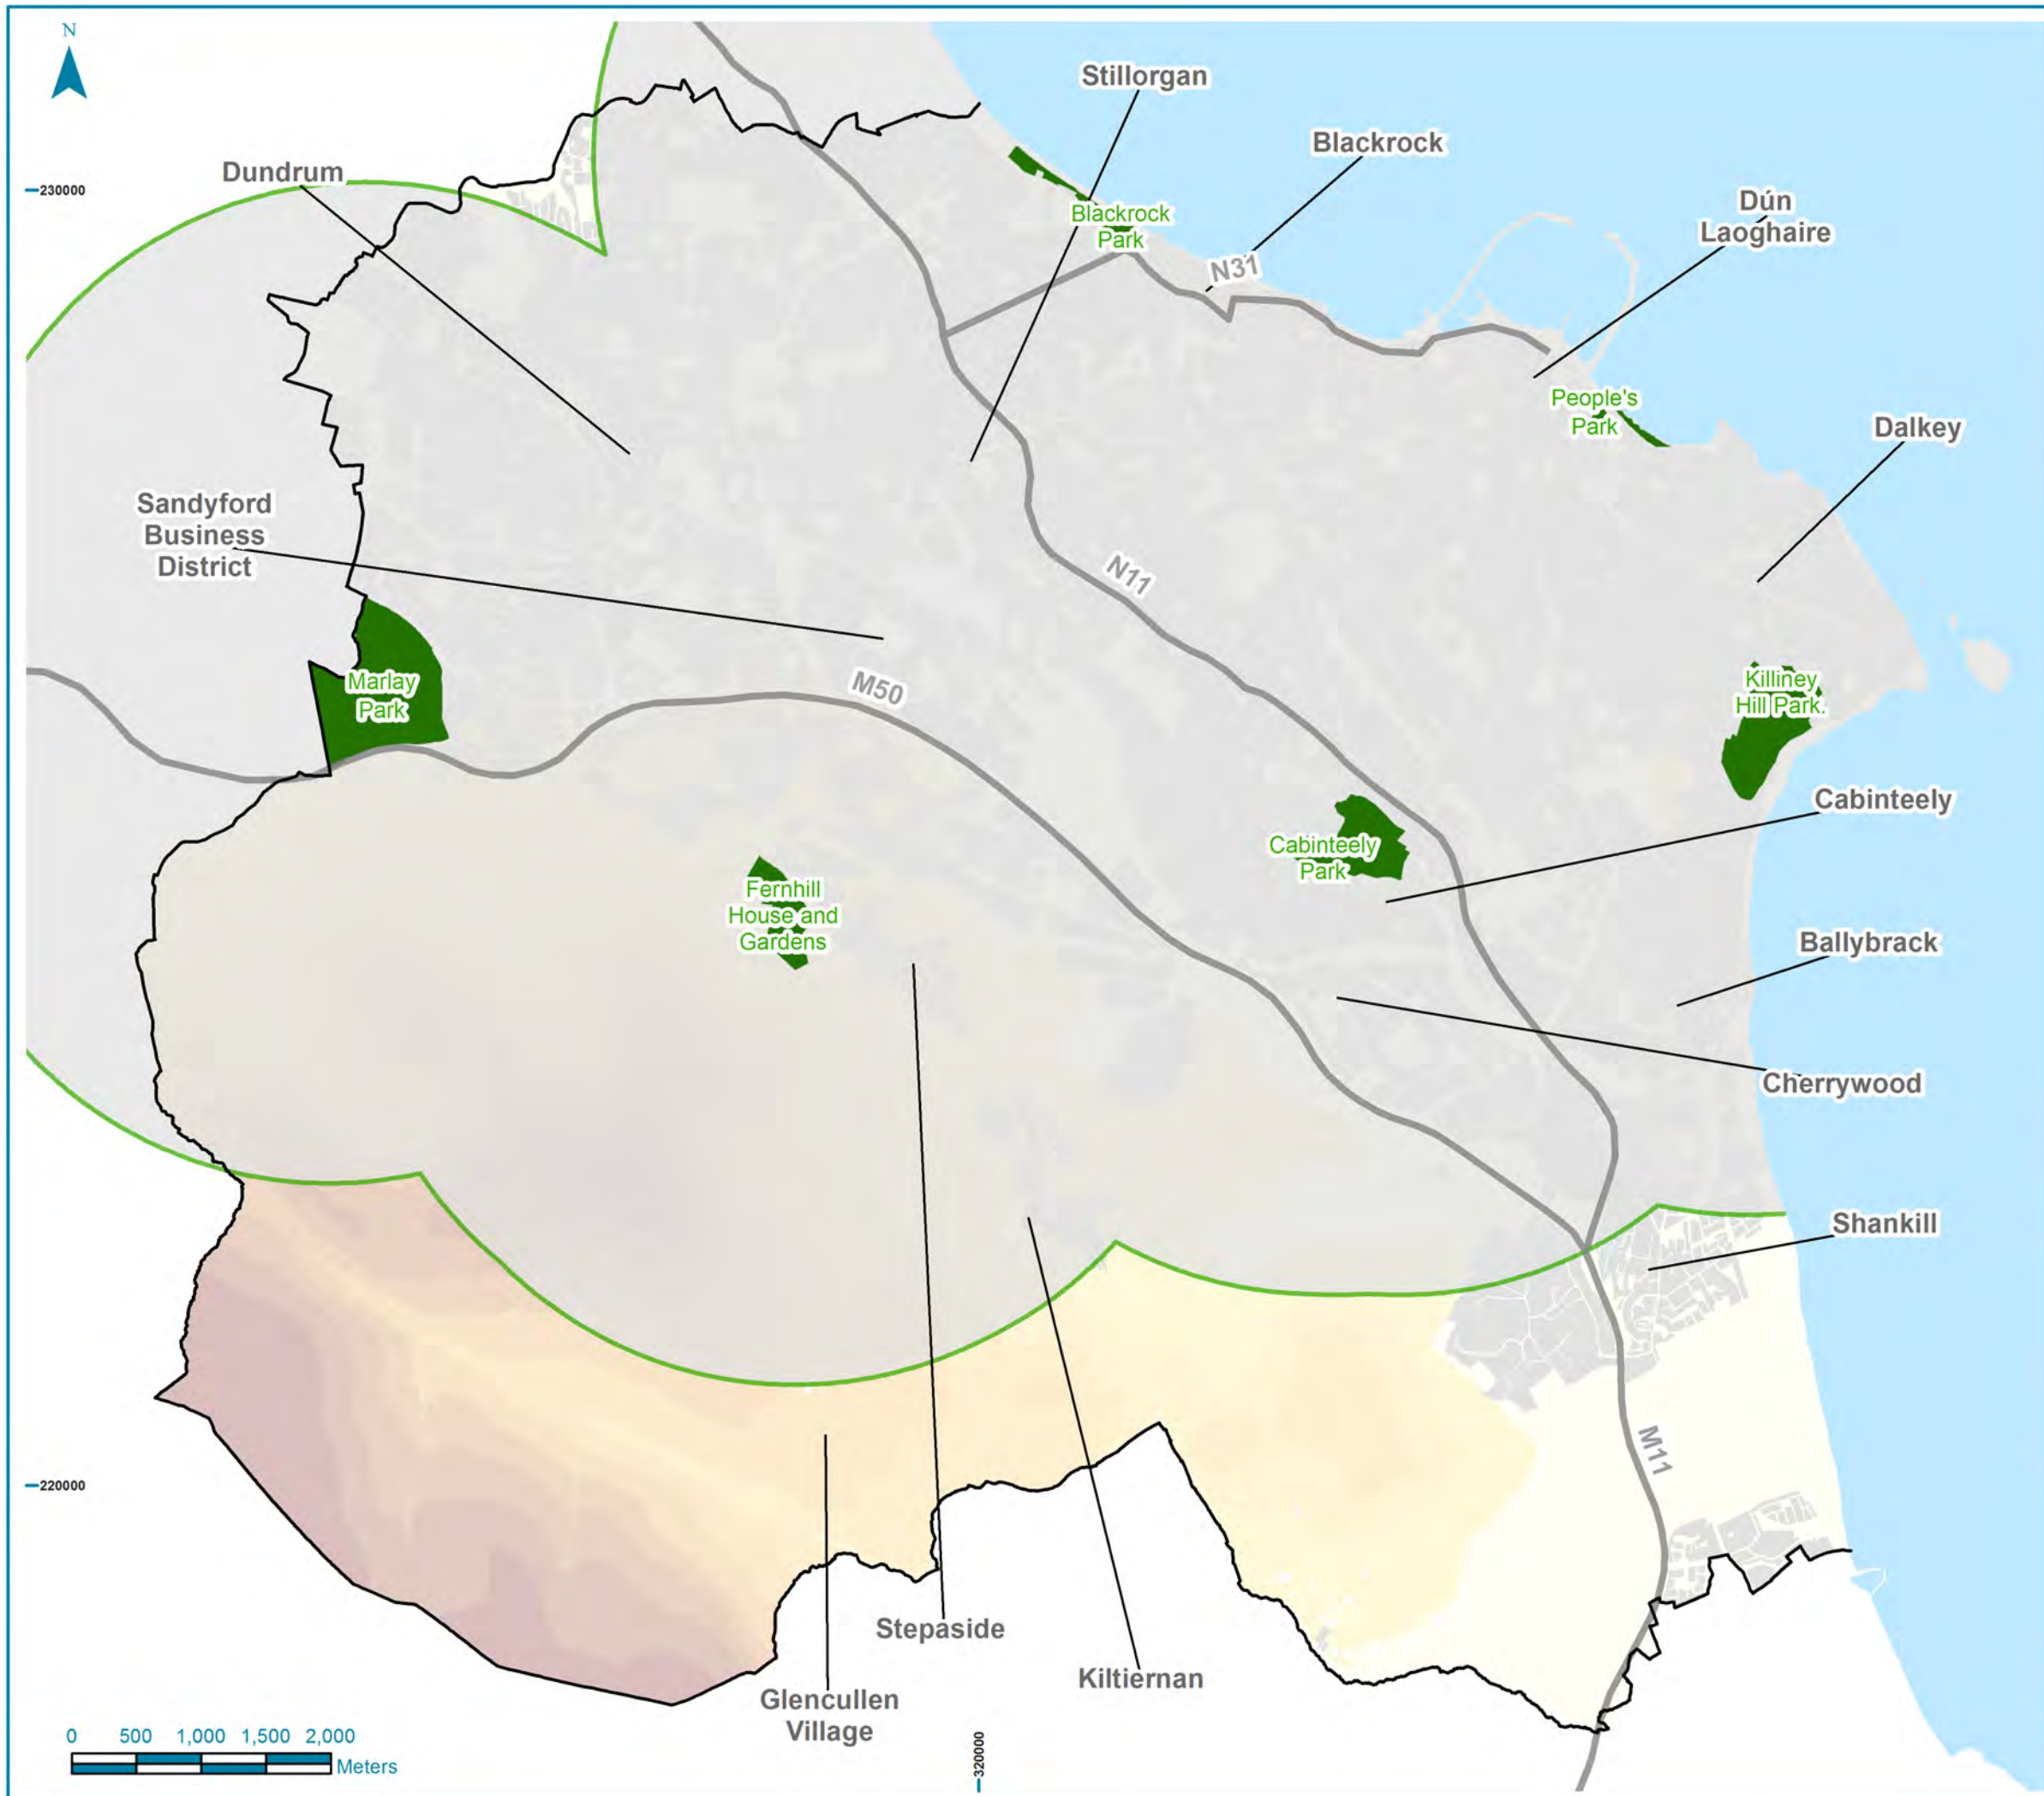 N
Stillorgan
Blackrock
Dundrum
230000
Dún
Laoghaire
Blackrock
Park
N31
People's
Park
Dalkey
Sandyford
Business
District
N11
Marlay
Park
M50
Killiney
Hill Park.
Cabinteely
Cabinteely
Park
Fernhill
House and
Gardens
Ballybrack
Cherrywood
Shankill
M11
220000
Stepaside
Kiltiernan
Glencullen
Village
0 500 1,000 1,500 2,000
Meters
320000